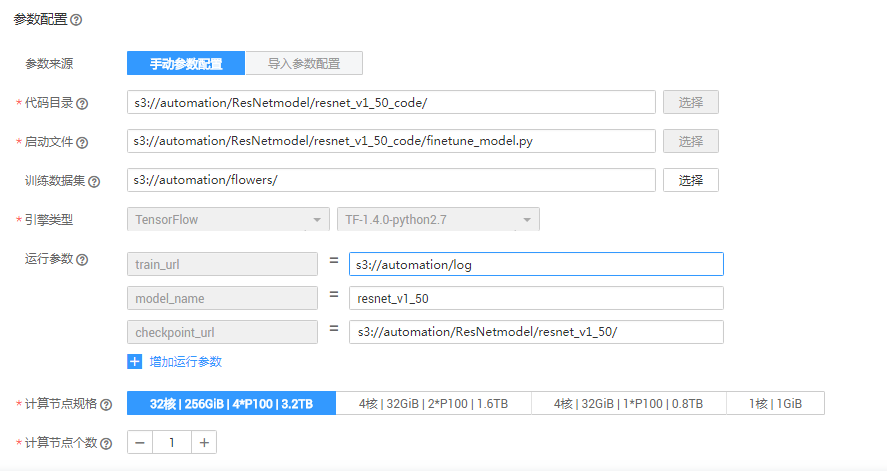 参数配置 ?
参数来源 手动参数配置 导入参数配置
* 代码目录 ? s3://automation/ResNetmodel/resnet_v1_50_code/ 选择
* 启动文件 ? s3://automation/ResNetmodel/resnet_v1_50_code/finetune_model.py 选择
训练数据集 ? s3://automation/flowers/ 选择
* 引擎类型 TensorFlow TF-1.4.0-python2.7
运行参数 ? train_url = s3://automation/log
model_name = resnet_v1_50
checkpoint_url = s3://automation/ResNetmodel/resnet_v1_50/
+ 增加运行参数
* 计算节点规格 ? 32核 | 256GiB | 4*P100 | 3.2TB 4核 | 32GiB | 2*P100 | 1.6TB 4核 | 32GiB | 1*P100 | 0.8TB 1核 | 1GiB
* 计算节点个数 ? − 1 +